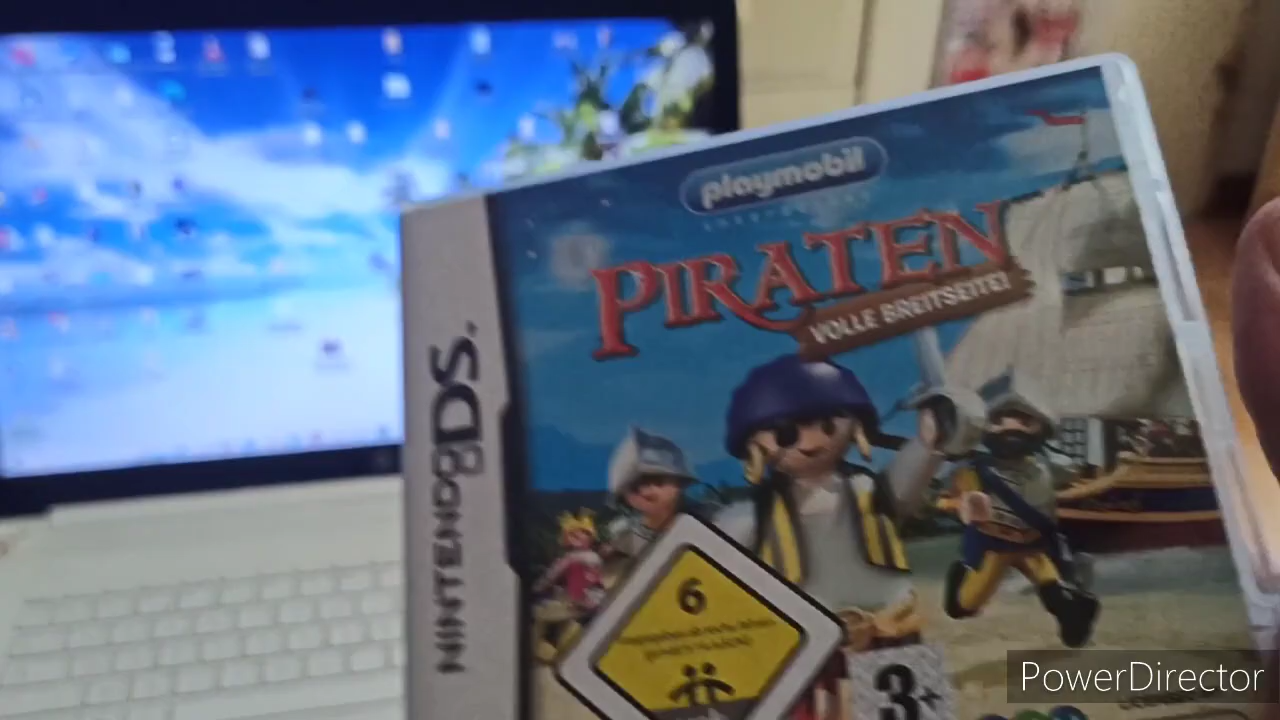 playmobil
PIRATEN
VOLLE BREITSEITE!
NINTENDODS.
6
3+
PowerDirector